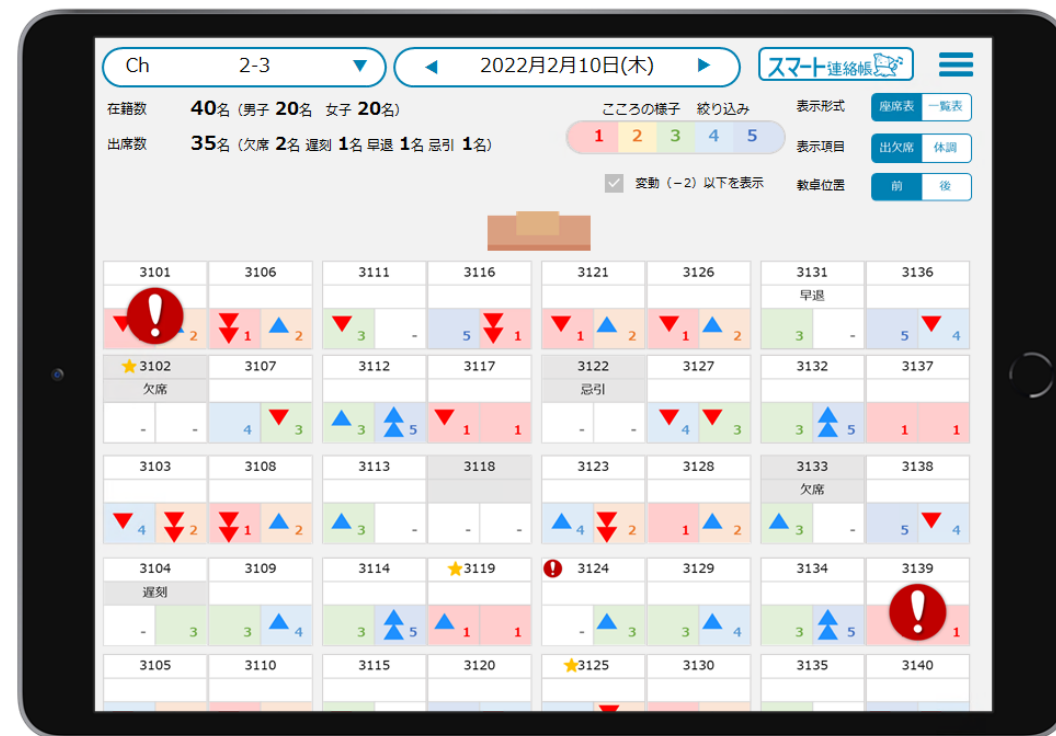 Ch 2-3 ▼ ◀ 2022月2月10日(木) ▶ スマート連絡帳
在籍数 40名 (男子 20名 女子 20名)
出席数 35名 (欠席 2名 遅刻 1名 早退 1名 忌引 1名)
こころの様子 絞り込み
1 2 3 4 5
変動 (−2) 以下を表示
表示形式 座席表 一覧表
表示項目 出欠席 体調
教卓位置 前 後
3101 3106 3111 3116 3121 3126 3131 3136
早退
2 1 2 3 - 5 1 1 2 1 2 3 - 5 4
3102 3107 3112 3117 3122 3127 3132 3137
欠席 忌引
- - 4 3 3 5 1 1 - - 4 3 3 5 1 1
3103 3108 3113 3118 3123 3128 3133 3138
欠席
4 2 1 2 3 - - - 4 2 1 2 3 - 5 4
3104 3109 3114 3119 3124 3129 3134 3139
遅刻
- 3 3 4 3 5 1 1 - 3 3 4 3 5 1
3105 3110 3115 3120 3125 3130 3135 3140